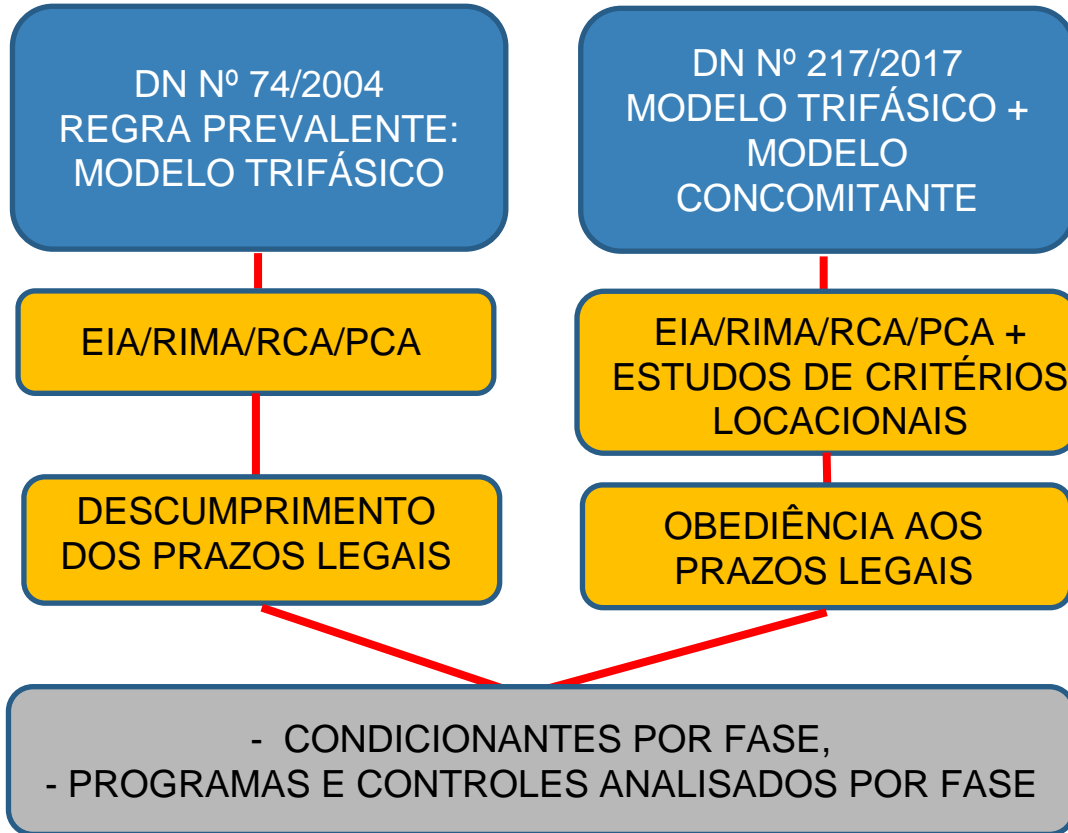 DN Nº 74/2004
REGRA PREVALENTE:
MODELO TRIFÁSICO
DN Nº 217/2017
MODELO TRIFÁSICO +
MODELO
CONCOMITANTE
EIA/RIMA/RCA/PCA
EIA/RIMA/RCA/PCA +
ESTUDOS DE CRITÉRIOS
LOCACIONAIS
DESCUMPRIMENTO
DOS PRAZOS LEGAIS
OBEDIÊNCIA AOS
PRAZOS LEGAIS
- CONDICIONANTES POR FASE,
- PROGRAMAS E CONTROLES ANALISADOS POR FASE